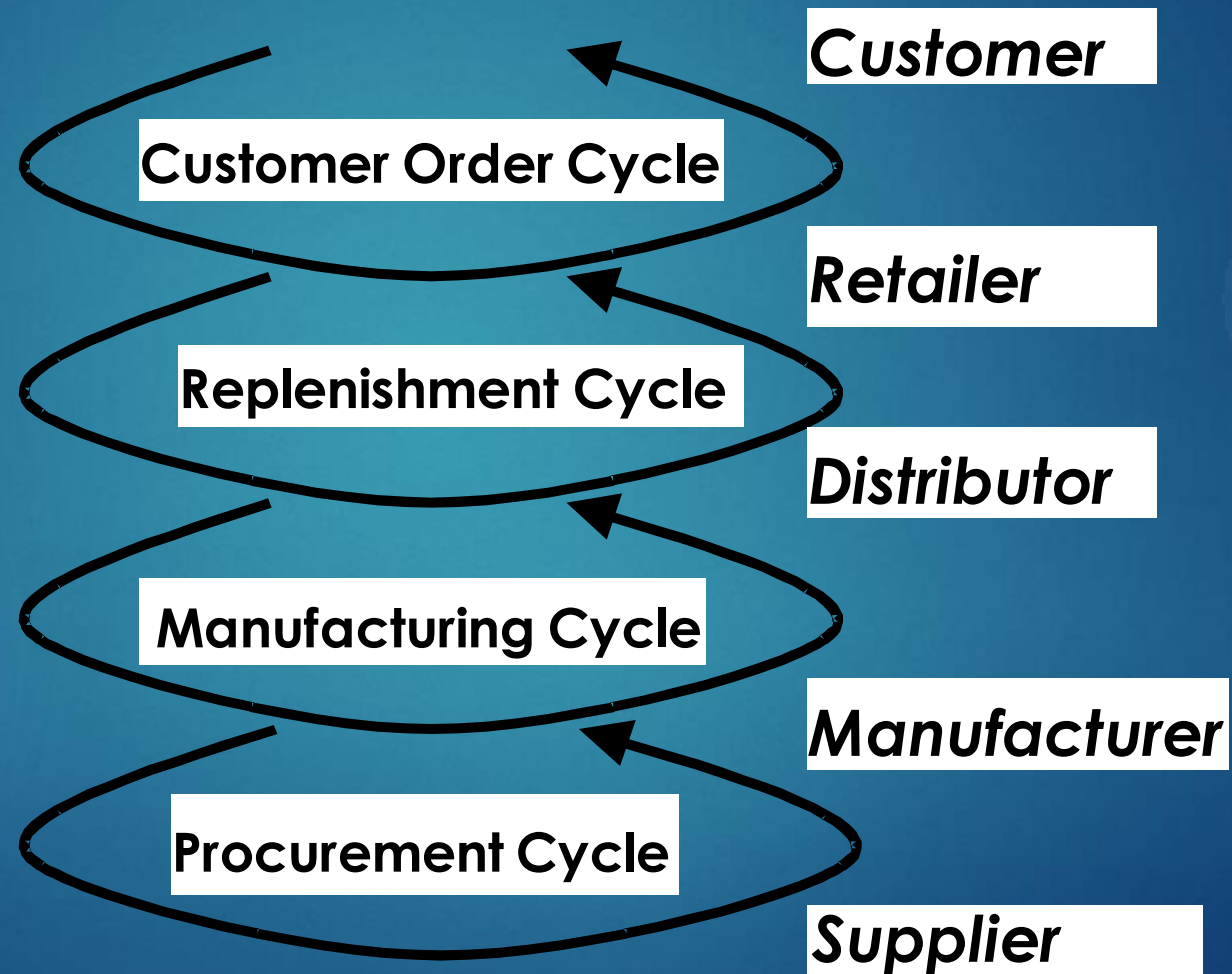 Customer
Customer Order Cycle
Retailer
Replenishment Cycle
Distributor
Manufacturing Cycle
Manufacturer
Procurement Cycle
Supplier